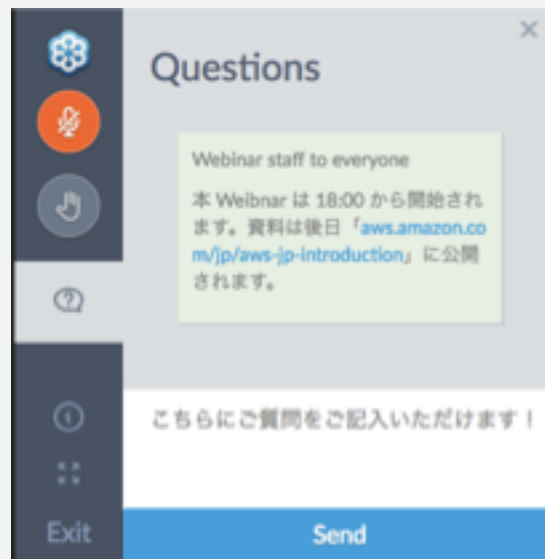 Questions
Webinar staff to everyone
本 Weibnar は 18:00 から開始され
ます。資料は後日「aws.amazon.co
m/jp/aws-jp-introduction」に公開
されます。
こちらにご質問をご記入いただけます！
Exit
Send